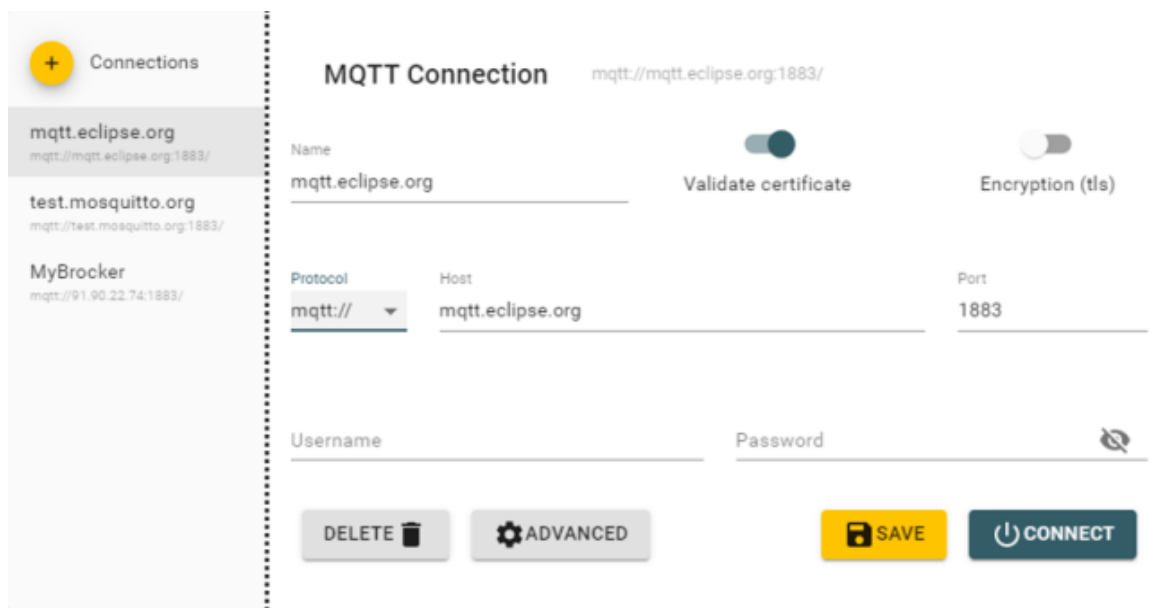 + Connections
mqtt.eclipse.org
mqtt://mqtt.eclipse.org:1883/
test.mosquitto.org
mqtt://test.mosquitto.org:1883/
MyBrocker
mqtt://91.90.22.74:1883/
MQTT Connection mqtt://mqtt.eclipse.org:1883/
Name
mqtt.eclipse.org
Validate certificate Encryption (tls)
Protocol Host Port
mqtt:// mqtt.eclipse.org 1883
Username Password
DELETE ADVANCED SAVE CONNECT